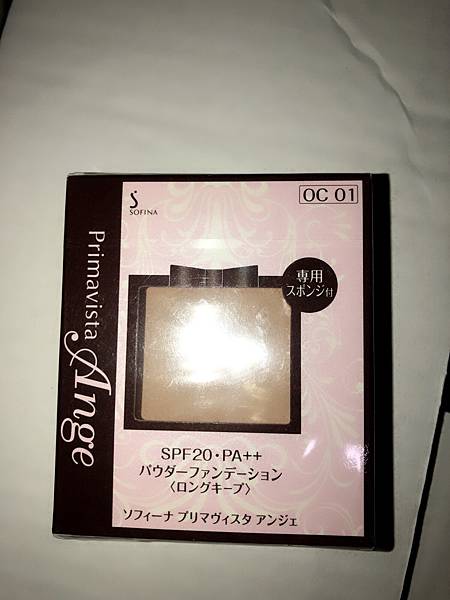 Primavista
Ange
SOFINA
OC 01
専用
スポンジ付
SPF20・PA++
パウダーファンデーション
〈ロングキープ〉
ソフィーナ プリマヴィスタ アンジェ